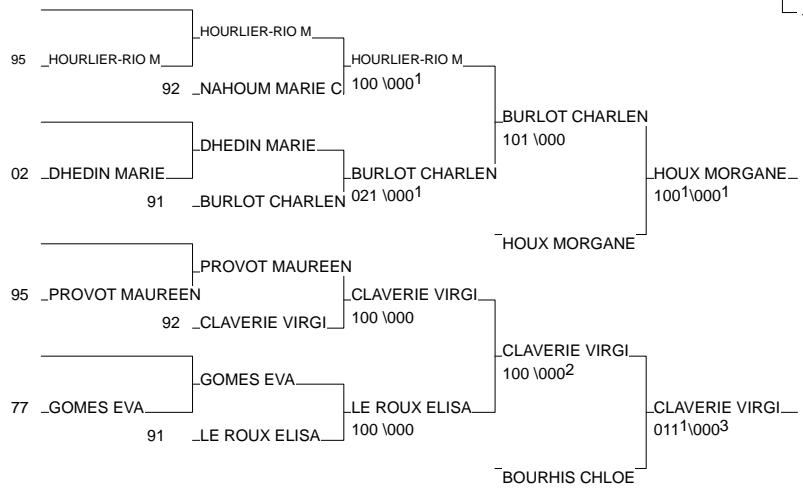 HOURLIER-RIO M
95 HOURLIER-RIO M HOURLIER-RIO M
92 NAHOUM MARIE C 100 \000¹
BURLOT CHARLEN
101 \000
DHEDIN MARIE
02 DHEDIN MARIE BURLOT CHARLEN HOUX MORGANE
021 \000¹ 100¹\000¹
91 BURLOT CHARLEN
HOUX MORGANE
PROVOT MAUREEN
95 PROVOT MAUREEN CLAVERIE VIRGI
92 CLAVERIE VIRGI 100 \000
CLAVERIE VIRGI
100 \000²
GOMES EVA
77 GOMES EVA LE ROUX ELISA CLAVERIE VIRGI
100 \000 011¹\000³
91 LE ROUX ELISA
BOURHIS CHLOE